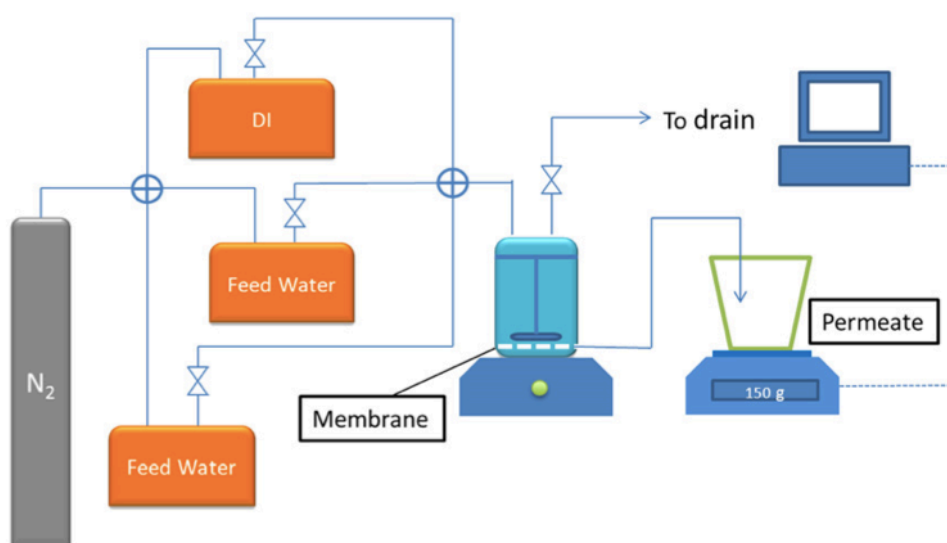 DI
To drain
Feed Water
N₂
Permeate
150 g
Membrane
Feed Water